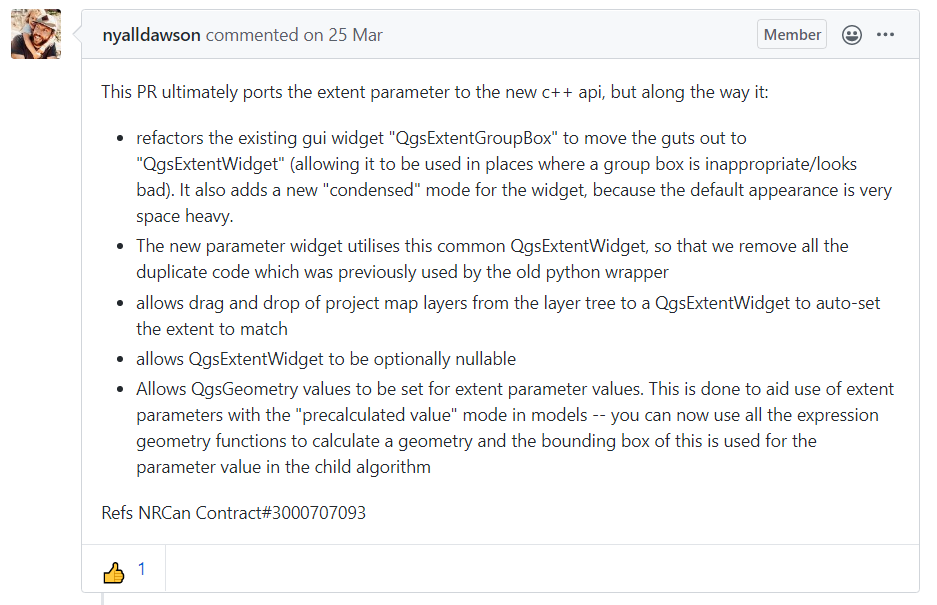 nyalldawson commented on 25 Mar
Member
This PR ultimately ports the extent parameter to the new c++ api, but along the way it:
• refactors the existing gui widget "QgsExtentGroupBox" to move the guts out to
"QgsExtentWidget" (allowing it to be used in places where a group box is inappropriate/looks
bad). It also adds a new "condensed" mode for the widget, because the default appearance is very
space heavy.
• The new parameter widget utilises this common QgsExtentWidget, so that we remove all the
duplicate code which was previously used by the old python wrapper
• allows drag and drop of project map layers from the layer tree to a QgsExtentWidget to auto-set
the extent to match
• allows QgsExtentWidget to be optionally nullable
• Allows QgsGeometry values to be set for extent parameter values. This is done to aid use of extent
parameters with the "precalculated value" mode in models -- you can now use all the expression
geometry functions to calculate a geometry and the bounding box of this is used for the
parameter value in the child algorithm
Refs NRCan Contract#3000707093
1